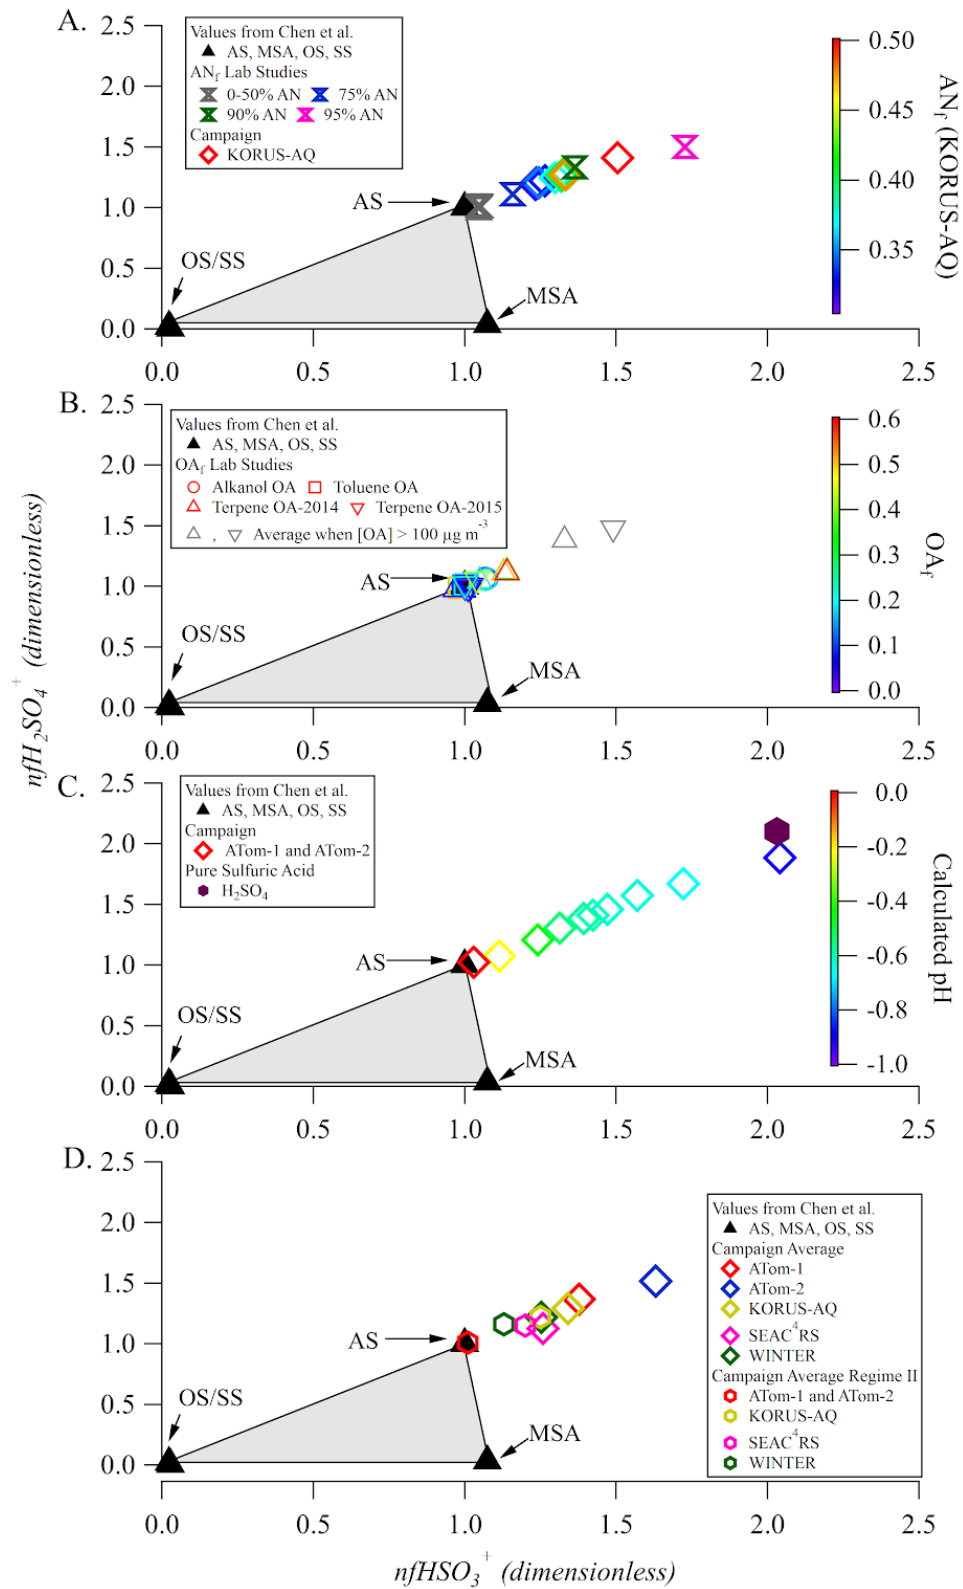 A.
2.5
2.0
1.5
1.0
0.5
0.0
Values from Chen et al.
AS, MSA, OS, SS
ANf Lab Studies
0-50% AN 75% AN
90% AN 95% AN
Campaign
KORUS-AQ
AS
OS/SS
MSA
0.50
0.45
0.40
0.35
ANf (KORUS-AQ)
0.0 0.5 1.0 1.5 2.0 2.5
B.
2.5
2.0
1.5
1.0
0.5
0.0
Values from Chen et al.
AS, MSA, OS, SS
OAf Lab Studies
Alkanol OA Toluene OA
Terpene OA-2014 Terpene OA-2015
, Average when [OA] > 100 µg m-3
AS
OS/SS
MSA
0.6
0.5
0.4
0.3
0.2
0.1
0.0
OAf
0.0 0.5 1.0 1.5 2.0 2.5
nfH2SO4+ (dimensionless)
C.
2.5
2.0
1.5
1.0
0.5
0.0
Values from Chen et al.
AS, MSA, OS, SS
Campaign
ATom-1 and ATom-2
Pure Sulfuric Acid
H2SO4
AS
OS/SS
MSA
0.0
-0.2
-0.4
-0.6
-0.8
-1.0
Calculated pH
0.0 0.5 1.0 1.5 2.0 2.5
D.
2.5
2.0
1.5
1.0
0.5
0.0
AS
OS/SS
MSA
Values from Chen et al.
AS, MSA, OS, SS
Campaign Average
ATom-1
ATom-2
KORUS-AQ
SEAC4RS
WINTER
Campaign Average Regime II
ATom-1 and ATom-2
KORUS-AQ
SEAC4RS
WINTER
0.0 0.5 1.0 1.5 2.0 2.5
nfHSO3+ (dimensionless)